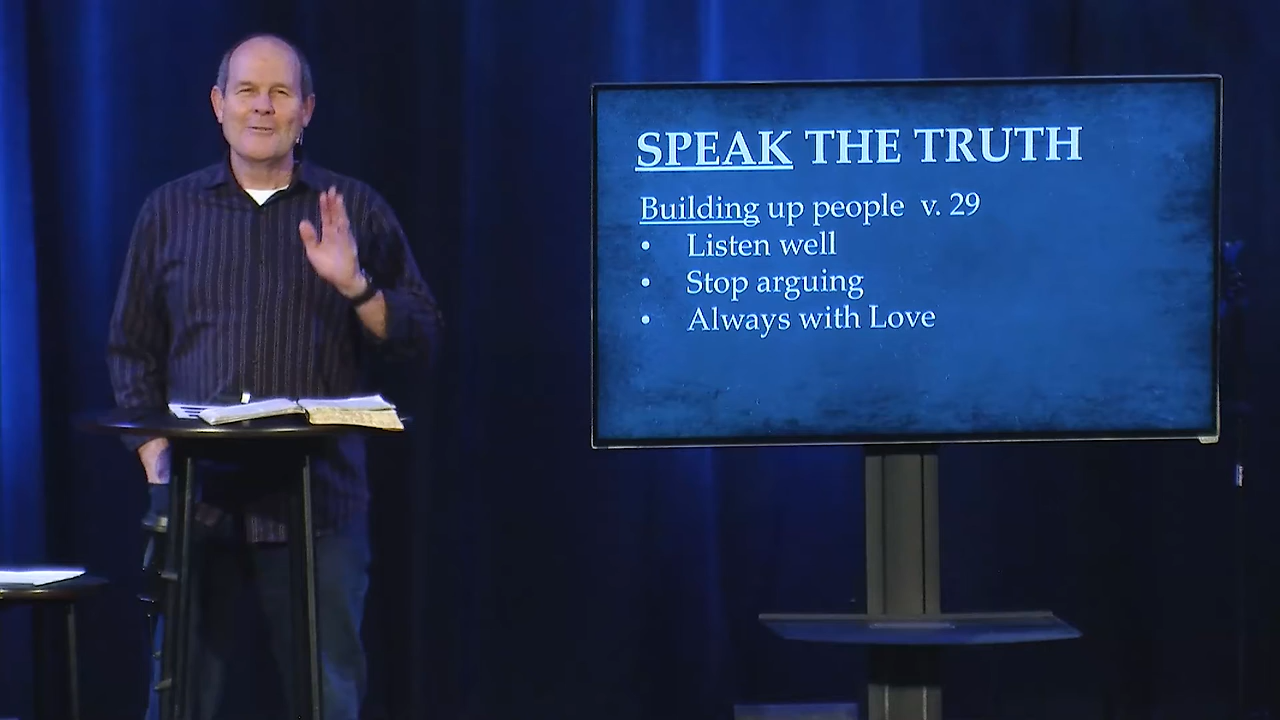 SPEAK THE TRUTH
Building up people v. 29
• Listen well
• Stop arguing
• Always with Love